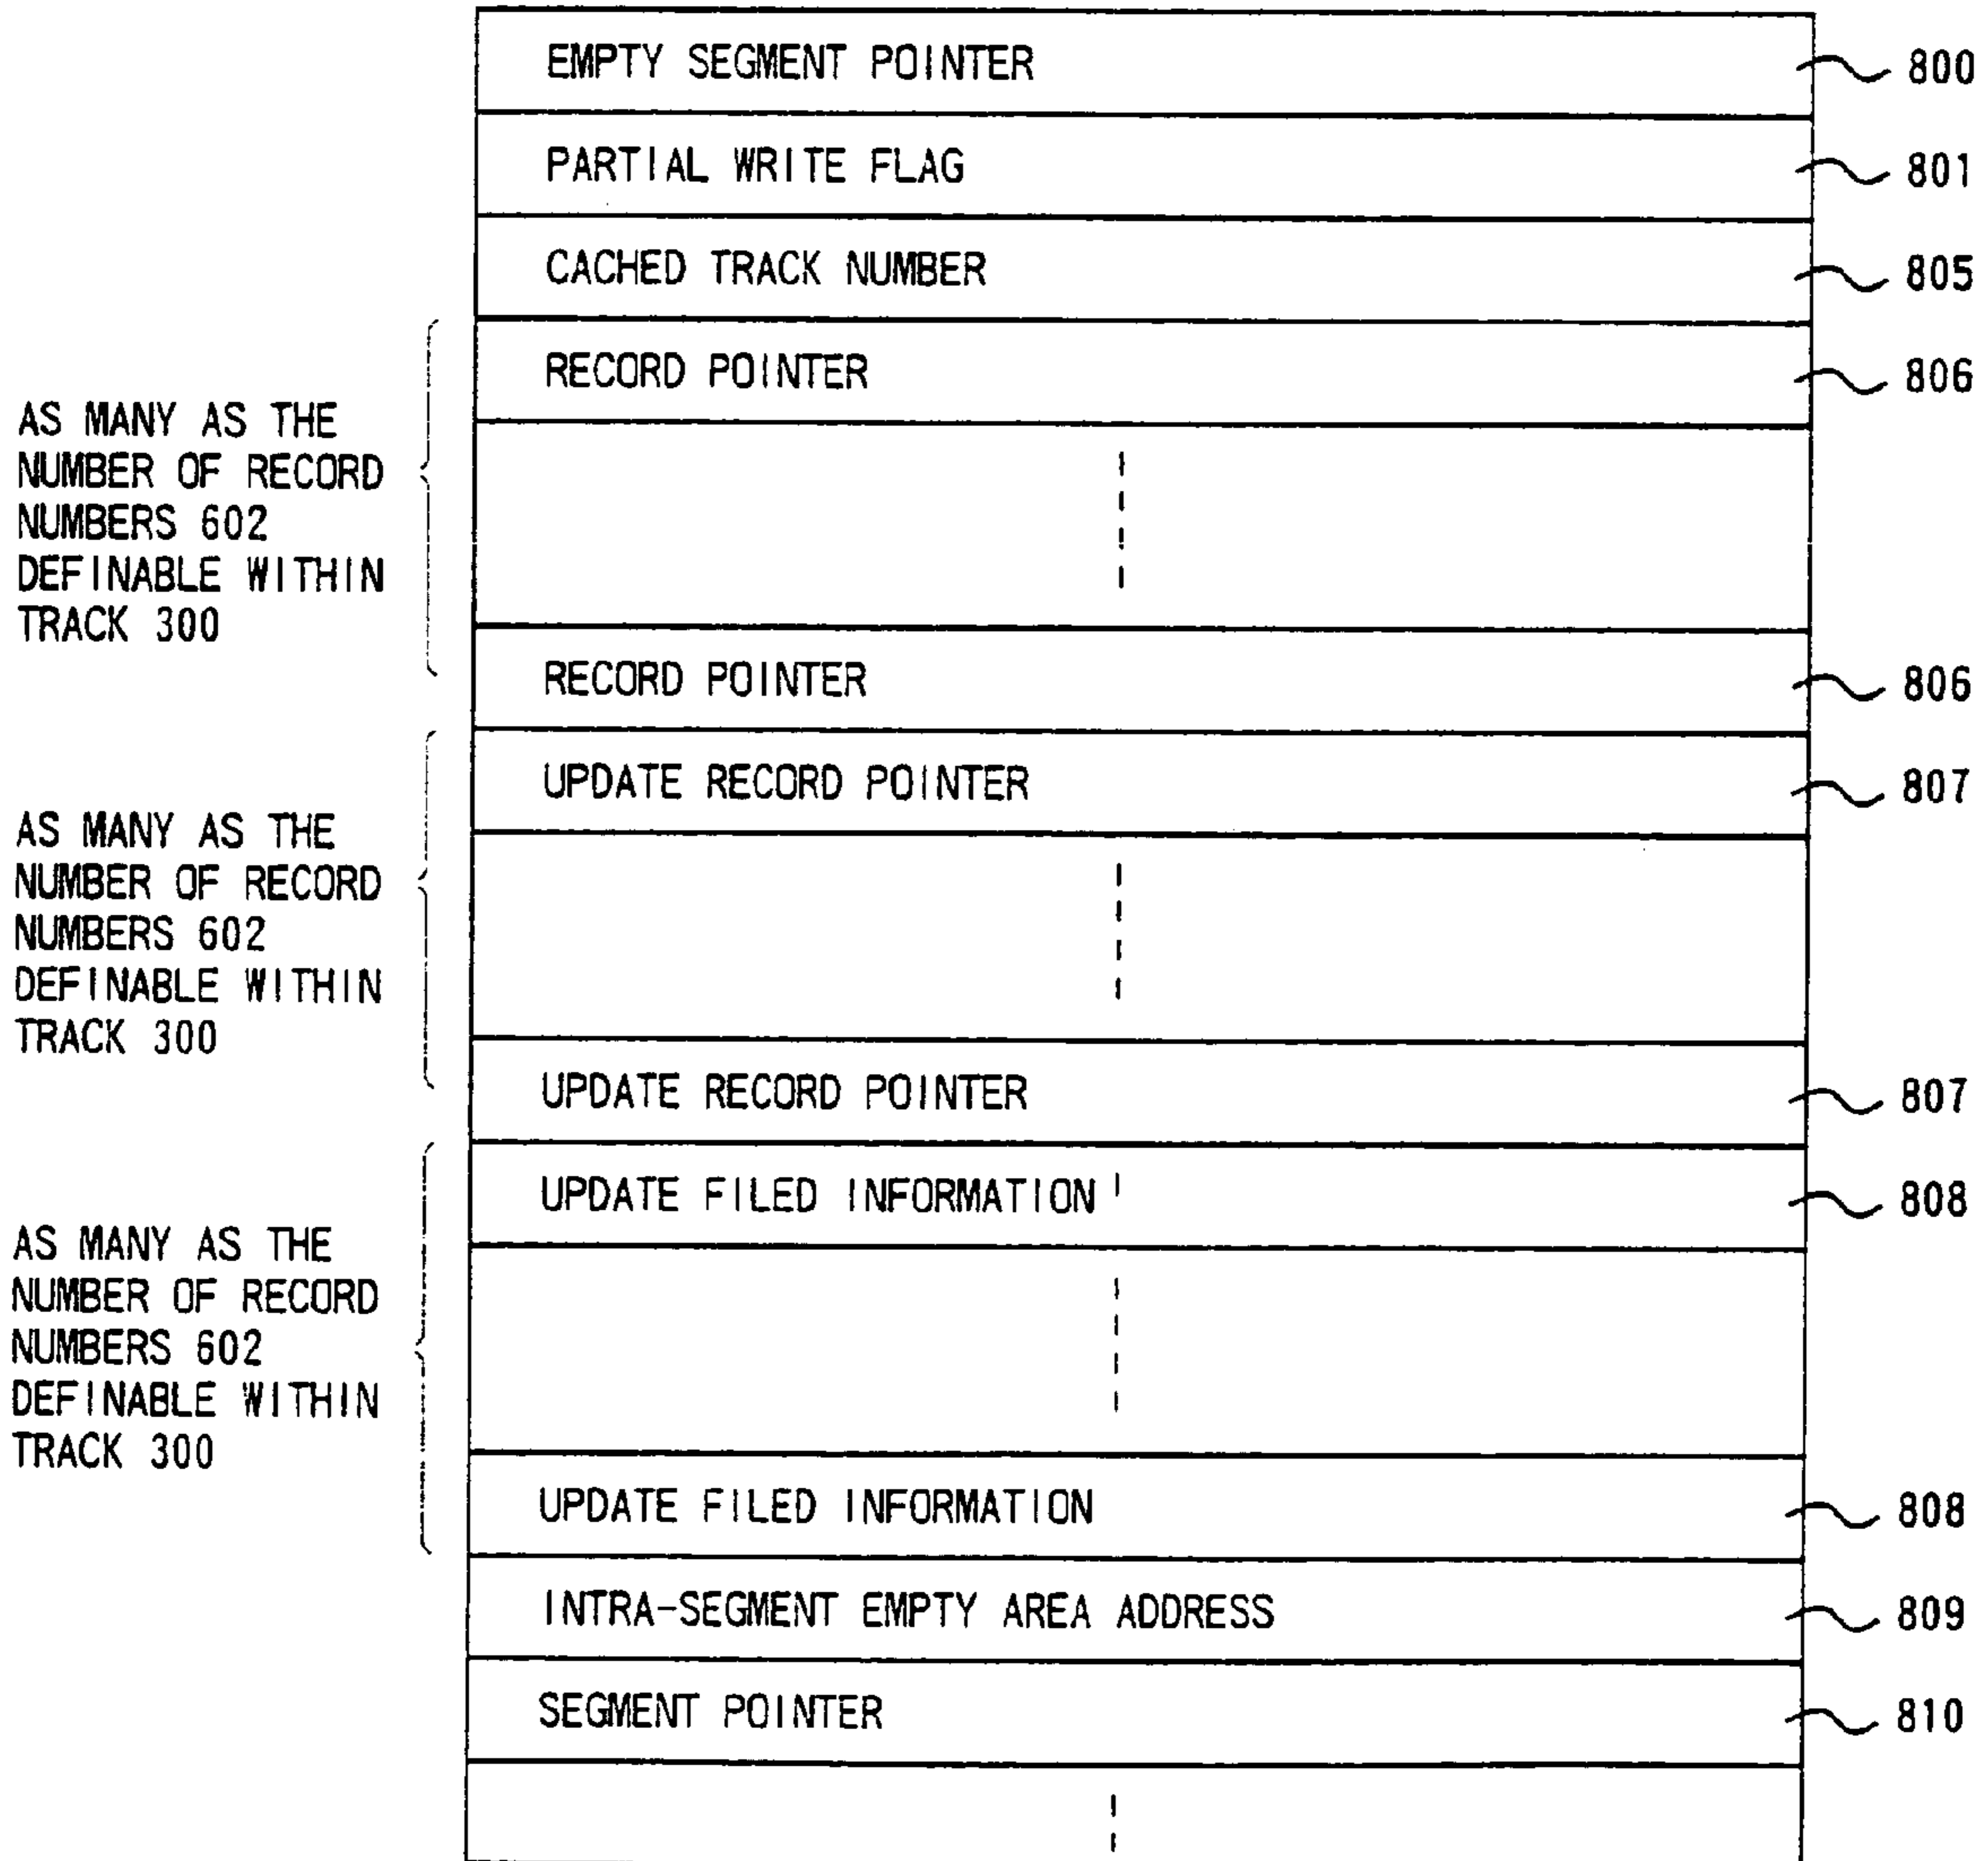 EMPTY SEGMENT POINTER 800
PARTIAL WRITE FLAG 801
CACHED TRACK NUMBER 805
RECORD POINTER 806
AS MANY AS THE
NUMBER OF RECORD
NUMBERS 602
DEFINABLE WITHIN
TRACK 300
RECORD POINTER 806
UPDATE RECORD POINTER 807
AS MANY AS THE
NUMBER OF RECORD
NUMBERS 602
DEFINABLE WITHIN
TRACK 300
UPDATE RECORD POINTER 807
UPDATE FILED INFORMATION 808
AS MANY AS THE
NUMBER OF RECORD
NUMBERS 602
DEFINABLE WITHIN
TRACK 300
UPDATE FILED INFORMATION 808
INTRA-SEGMENT EMPTY AREA ADDRESS 809
SEGMENT POINTER 810